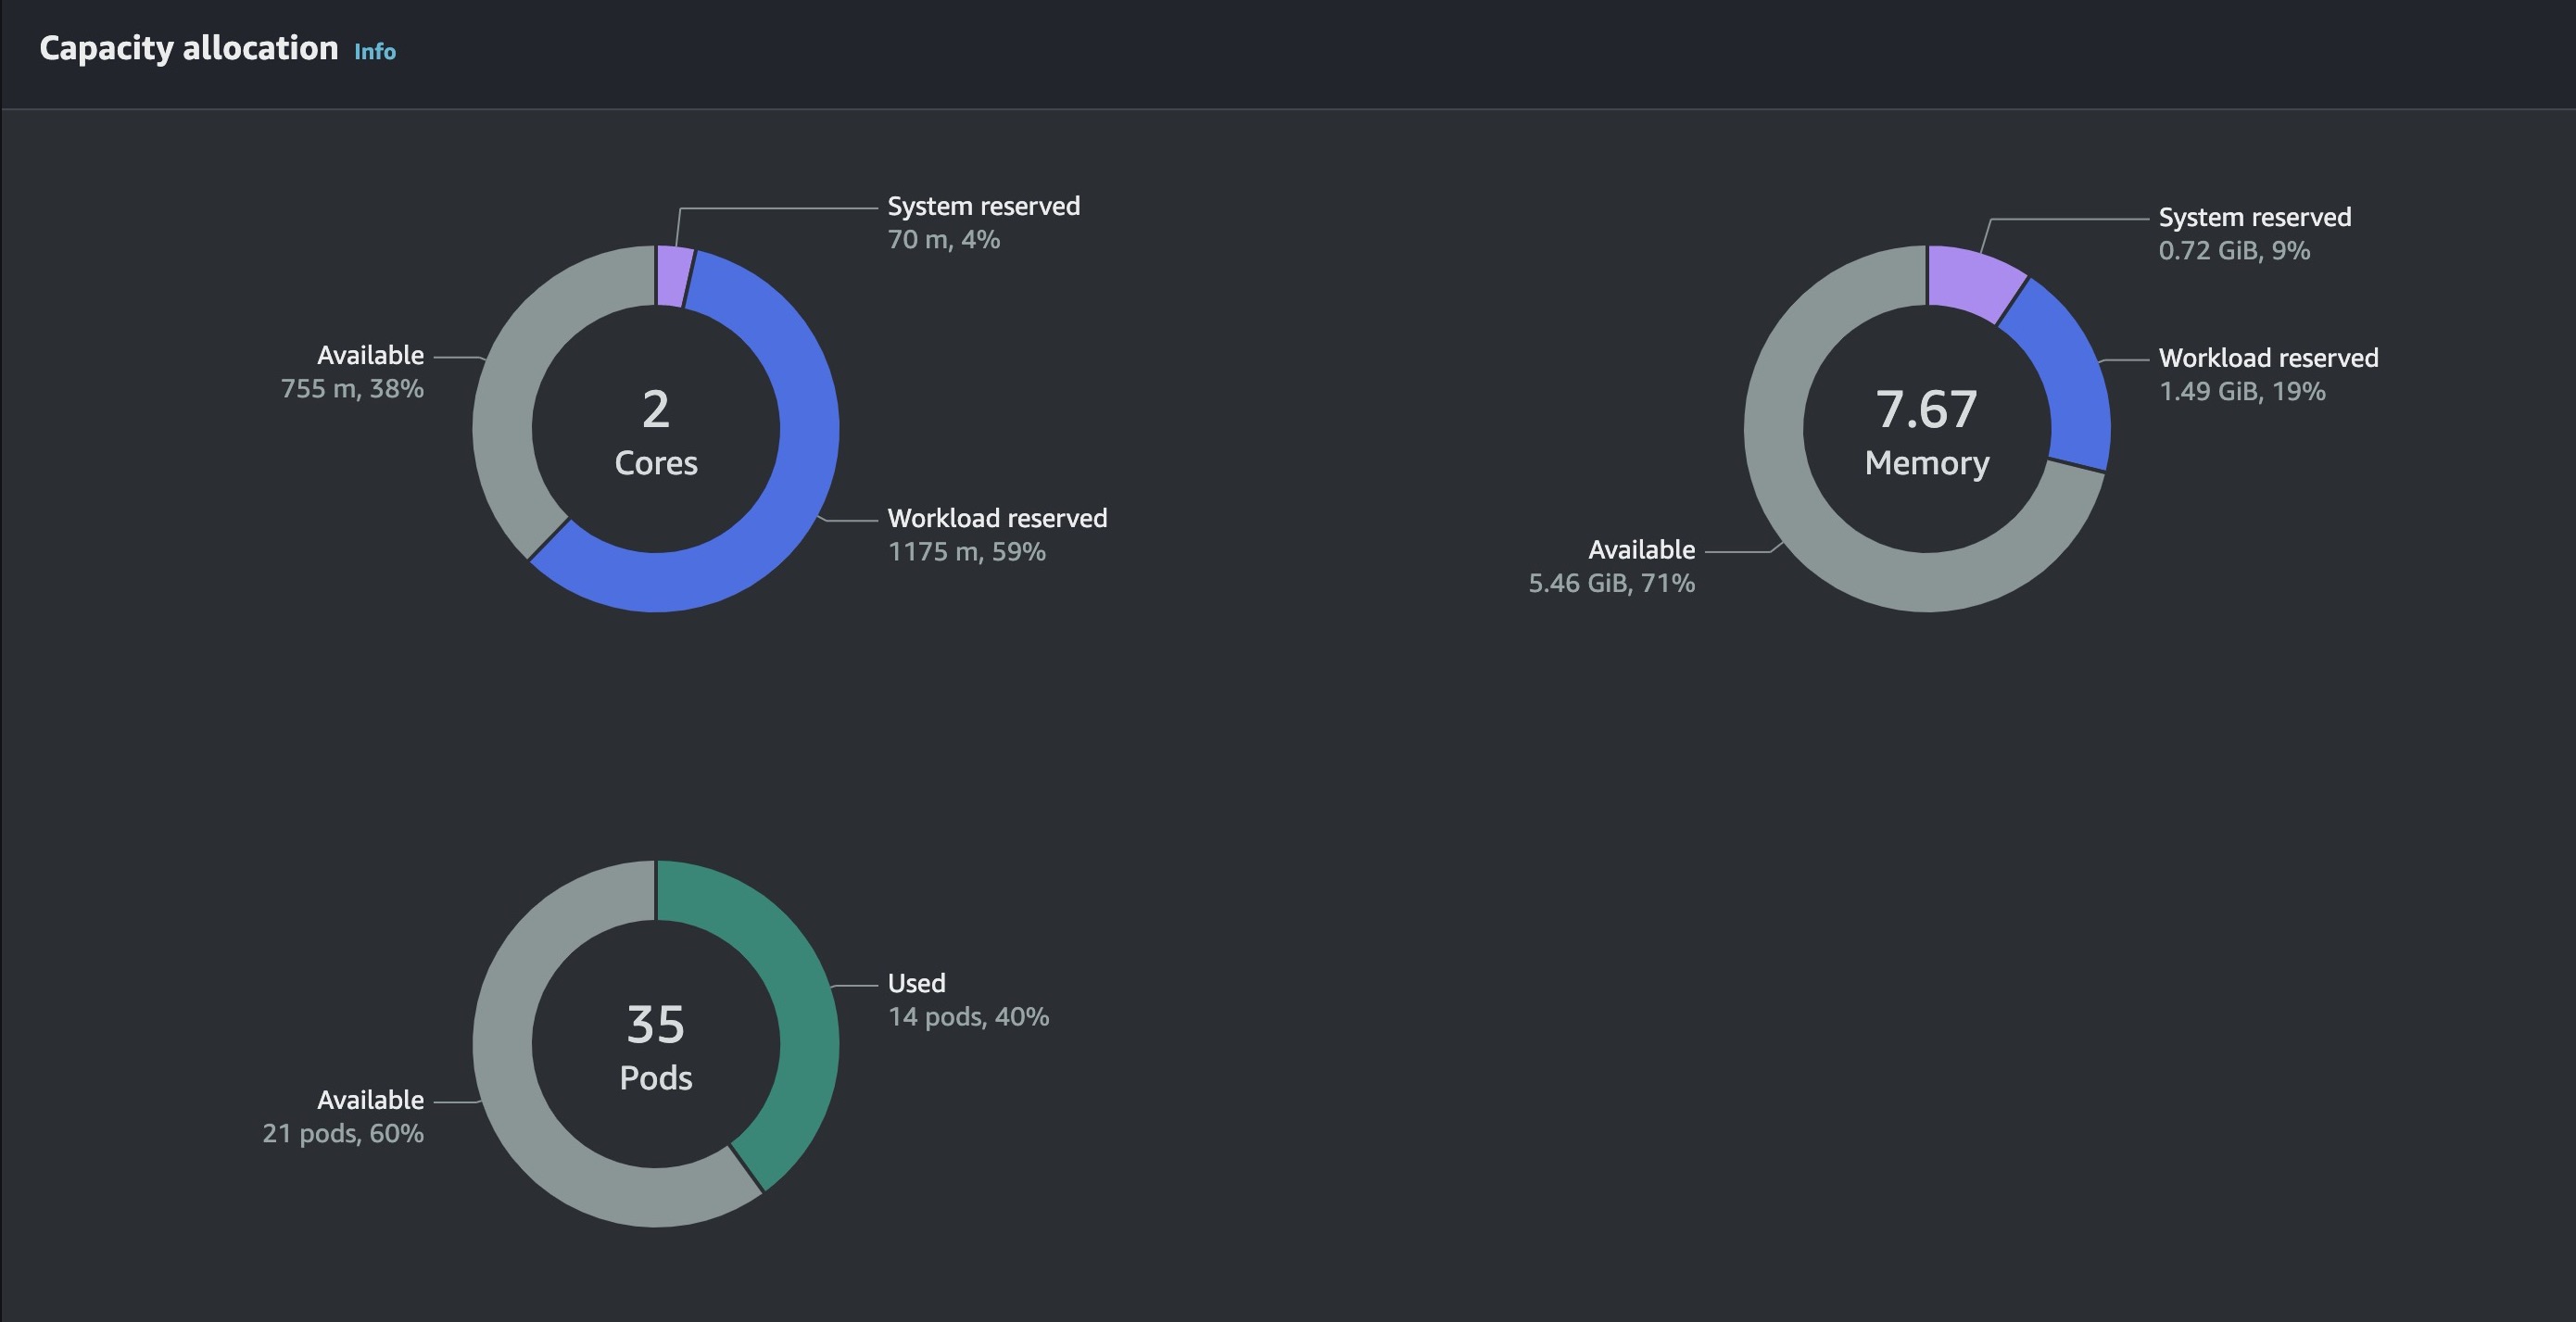 Capacity allocation Info
System reserved
70 m, 4%
Available
755 m, 38%
2
Cores
Workload reserved
1175 m, 59%
System reserved
0.72 GiB, 9%
Workload reserved
1.49 GiB, 19%
7.67
Memory
Available
5.46 GiB, 71%
Used
14 pods, 40%
35
Pods
Available
21 pods, 60%